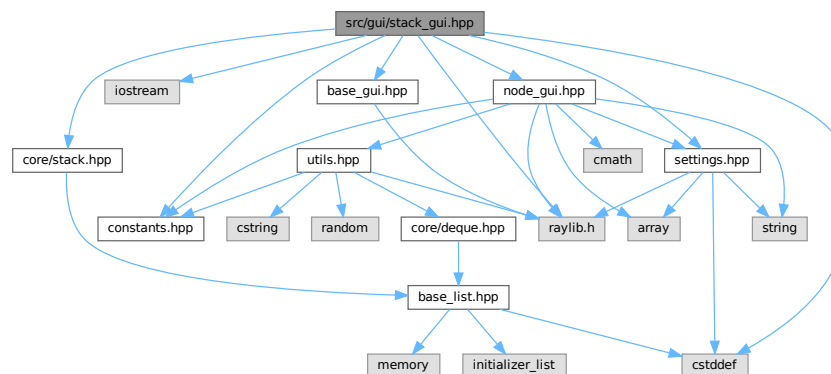 src/gui/stack_gui.hpp
iostream
base_gui.hpp
node_gui.hpp
core/stack.hpp
utils.hpp
cmath
settings.hpp
constants.hpp
cstring
random
core/deque.hpp
raylib.h
array
string
base_list.hpp
memory
initializer_list
cstddef